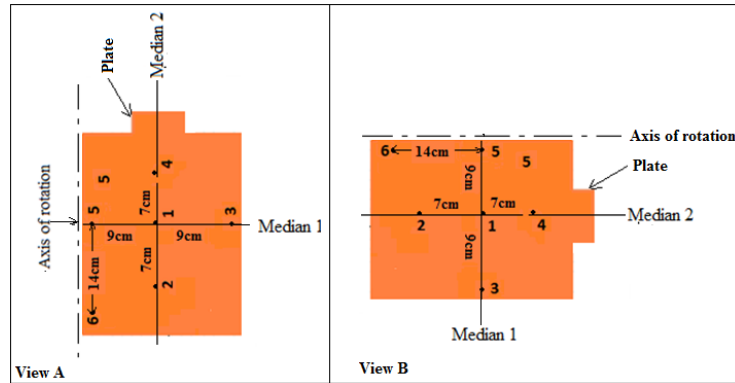 Median 2
Plate
Axis of rotation
4
5
7cm
5
1
3
Median 1
9cm
9cm
14cm
7cm
2
6
View A
Axis of rotation
6
14cm
5
5
Plate
9cm
7cm
7cm
Median 2
2
1
4
9cm
3
Median 1
View B